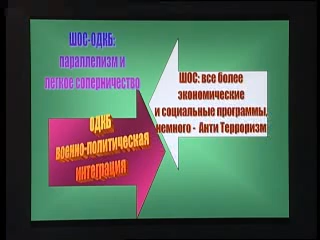 ШОС-ОДКБ:
параллелизм и
легкое соперничество
ШОС: все более
экономические
и социальные программы,
немного - Анти Терроризм
ОДКБ
военно-политическая
интеграция